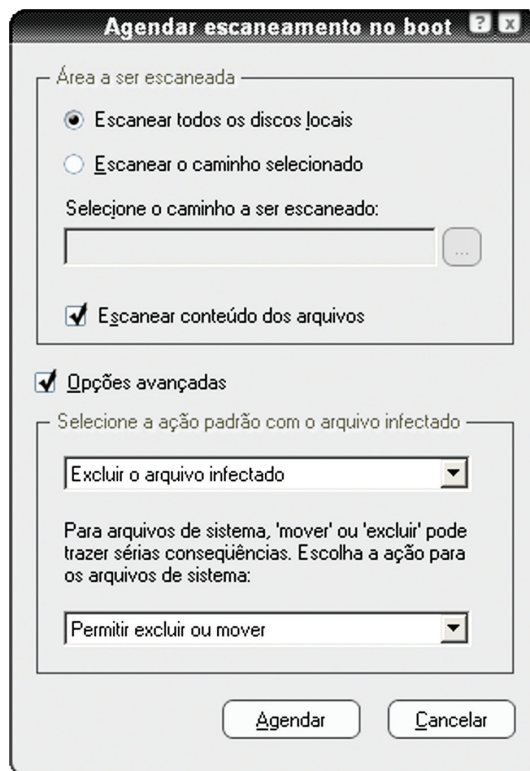 Agendar escaneamento no boot ? x
Área a ser escaneada
Escanear todos os discos locais
Escanear o caminho selecionado
Selecione o caminho a ser escaneado:
...
Escanear conteúdo dos arquivos
Opções avançadas
Selecione a ação padrão com o arquivo infectado
Excluir o arquivo infectado
Para arquivos de sistema, 'mover' ou 'excluir' pode
trazer sérias conseqüências. Escolha a ação para
os arquivos de sistema:
Permitir excluir ou mover
Agendar Cancelar